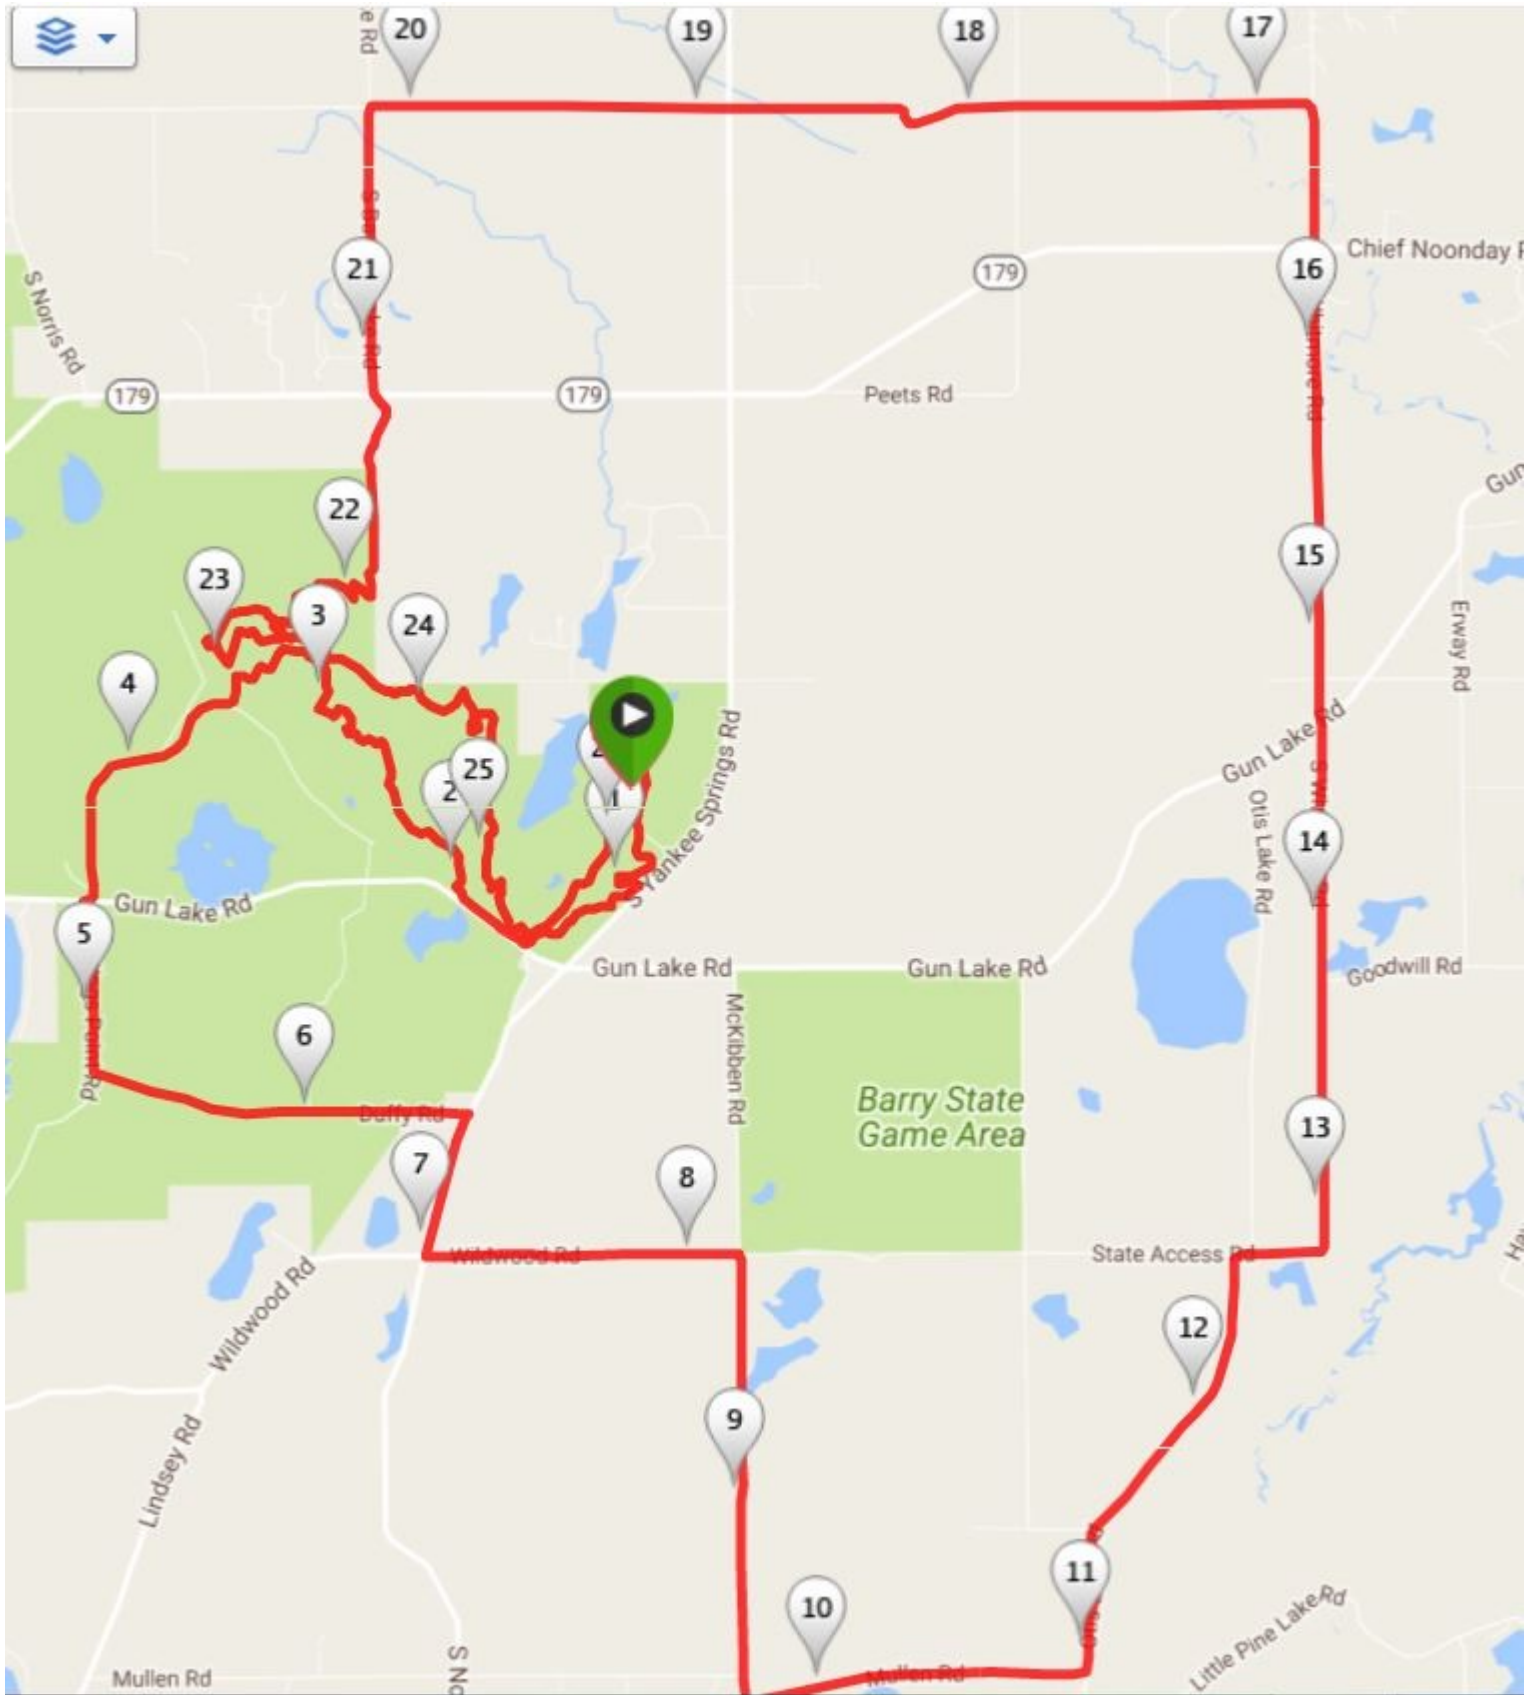 e Rd
20
19
18
17
S Norris Rd
21
179
16
Chief Noonday
179
179
Peets Rd
Gun
22
15
23
3
24
Erway Rd
4
S Yankee Springs Rd
Gun Lake Rd
25
2
1
14
Otis Lake Rd
Gun Lake Rd
5
Gun Lake Rd
Gun Lake Rd
Goodwill Rd
McKibben Rd
6
Barry State
Game Area
Duffy Rd
13
7
8
Wildwood Rd
State Access Rd
Wildwood Rd
12
9
Lindsey Rd
11
10
Little Pine Lake Rd
Mullen Rd
Mullen Rd